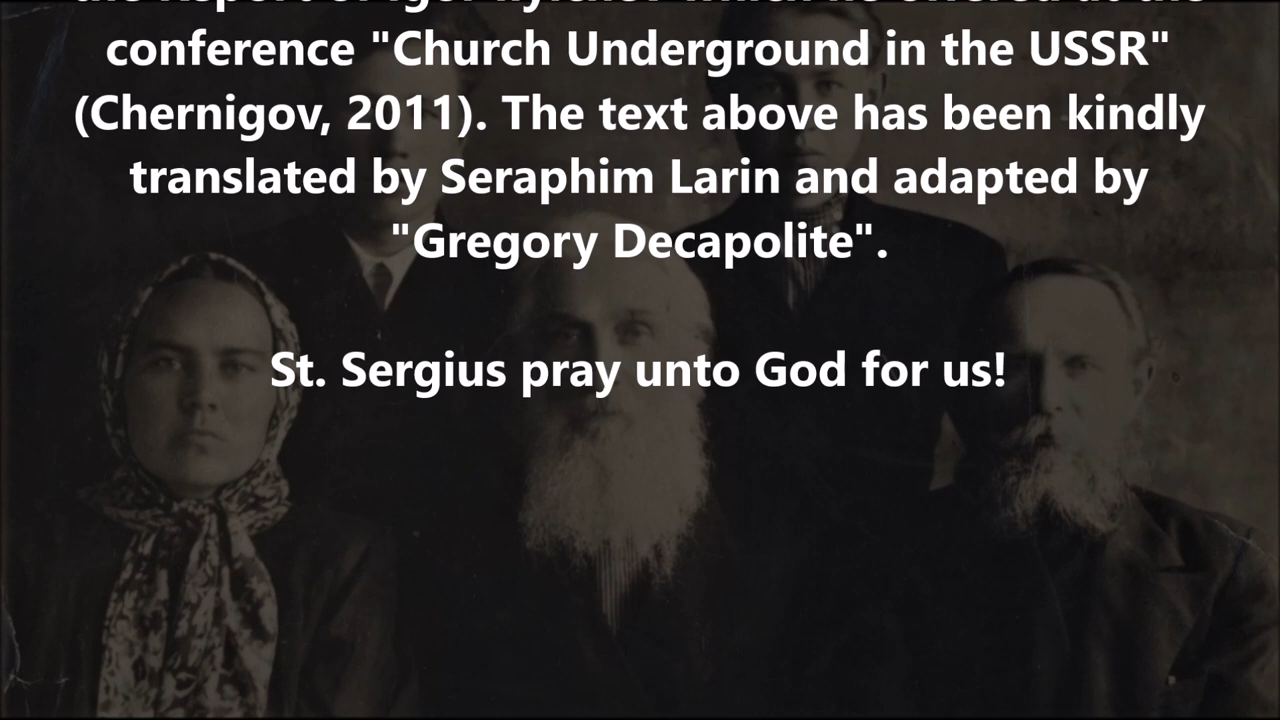 conference "Church Underground in the USSR"
(Chernigov, 2011). The text above has been kindly
translated by Seraphim Larin and adapted by
"Gregory Decapolite".
St. Sergius pray unto God for us!